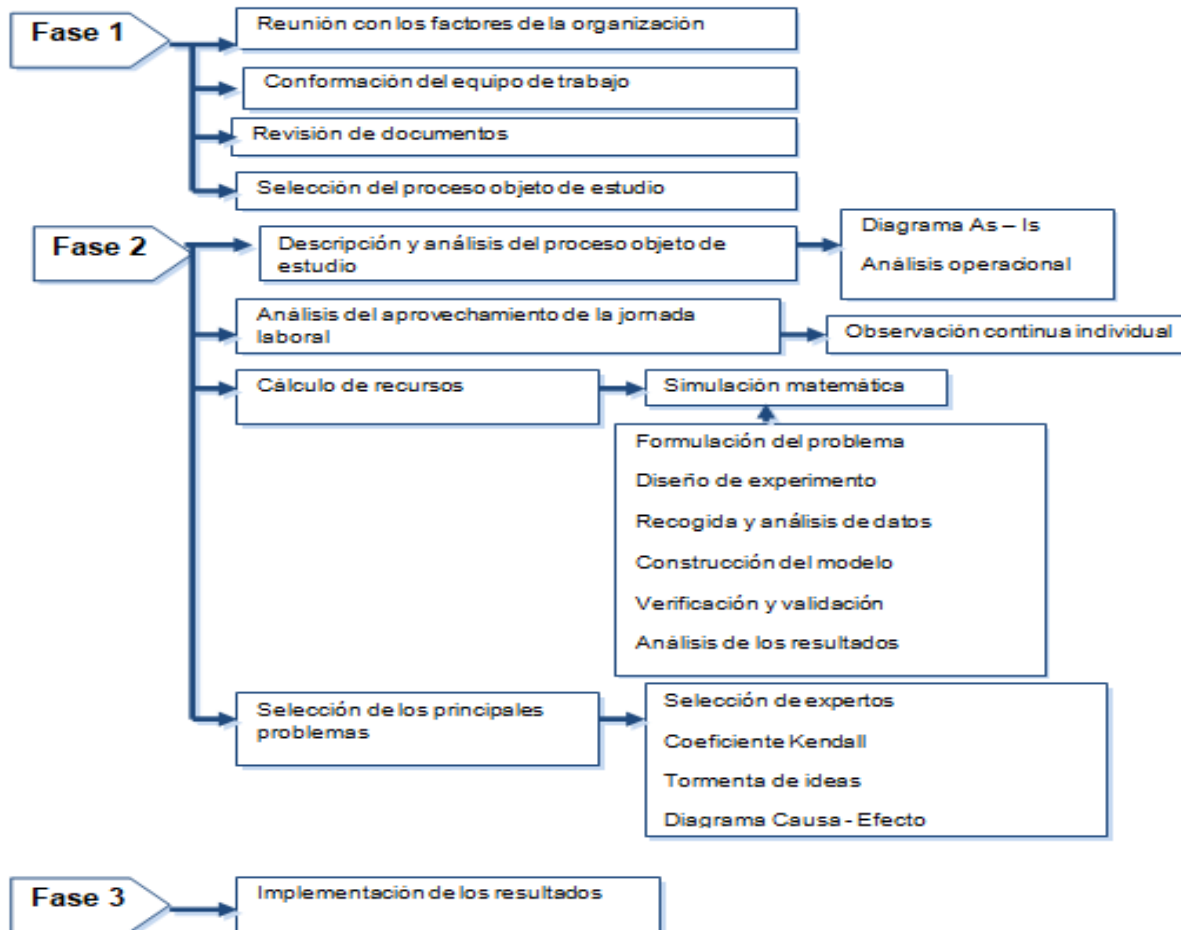 Fase 1
Reunión con los factores de la organización
Conformación del equipo de trabajo
Revisión de documentos
Selección del proceso objeto de estudio
Fase 2
Descripción y análisis del proceso objeto de
estudio
Diagrama As – Is
Análisis operacional
Análisis del aprovechamiento de la jornada
laboral
Observación continua individual
Cálculo de recursos
Simulación matemática
Formulación del problema
Diseño de experimento
Recogida y análisis de datos
Construcción del modelo
Verificación y validación
Análisis de los resultados
Selección de los principales
problemas
Selección de expertos
Coeficiente Kendall
Tormenta de ideas
Diagrama Causa - Efecto
Fase 3
Implementación de los resultados